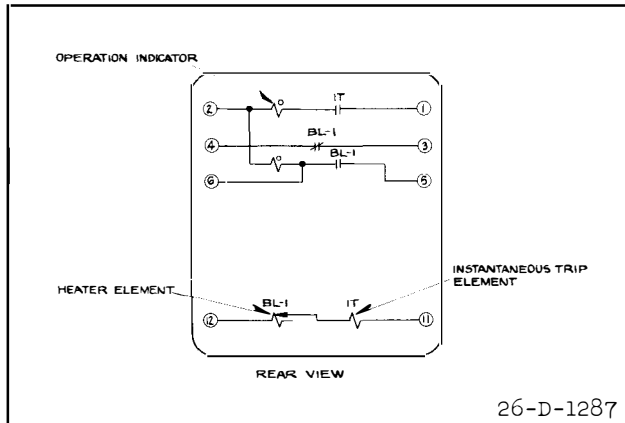 OPERATION INDICATOR
IT
2
1
BL-1
4
3
BL-1
6
5
INSTANTANEOUS TRIP
ELEMENT
HEATER ELEMENT
BL-1
IT
12
11
REAR VIEW
26-D-1287